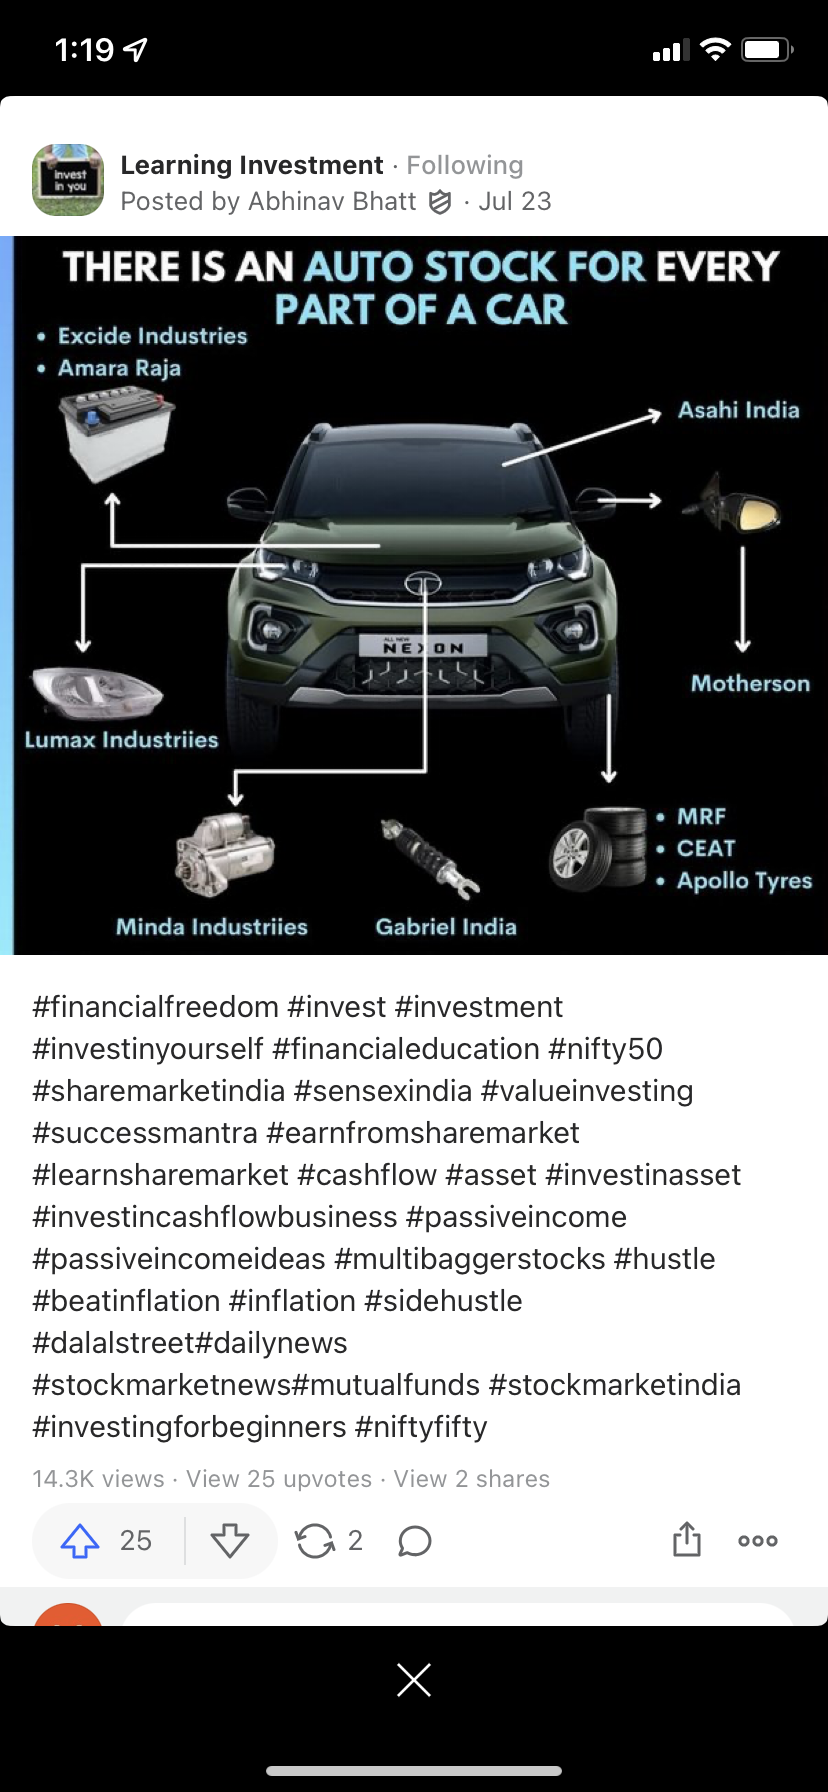 1:19
invest
in you
Learning Investment · Following
Posted by Abhinav Bhatt · Jul 23
THERE IS AN AUTO STOCK FOR EVERY
PART OF A CAR
• Excide Industries
• Amara Raja
Asahi India
Motherson
ALL NEW
NEXON
Lumax Industriies
• MRF
• CEAT
• Apollo Tyres
Minda Industriies
Gabriel India
#financialfreedom #invest #investment
#investinyourself #financialeducation #nifty50
#sharemarketindia #sensexindia #valueinvesting
#successmantra #earnfromsharemarket
#learnsharemarket #cashflow #asset #investinasset
#investincashflowbusiness #passiveincome
#passiveincomeideas #multibaggerstocks #hustle
#beatinflation #inflation #sidehustle
#dalalstreet#dailynews
#stockmarketnews#mutualfunds #stockmarketindia
#investingforbeginners #niftyfifty
14.3K views · View 25 upvotes · View 2 shares
25
2